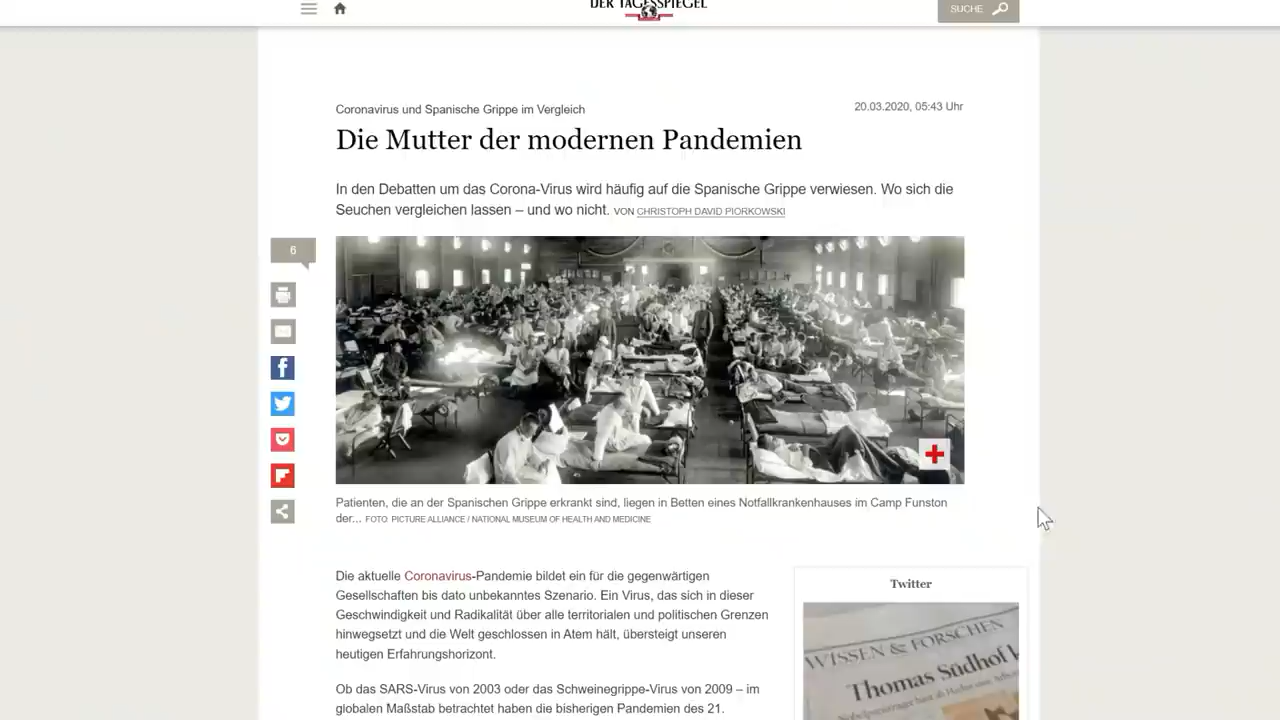 DER TAGESSPIEGEL
SUCHE
Coronavirus und Spanische Grippe im Vergleich
20.03.2020, 05:43 Uhr
Die Mutter der modernen Pandemien
In den Debatten um das Corona-Virus wird häufig auf die Spanische Grippe verwiesen. Wo sich die
Seuchen vergleichen lassen – und wo nicht. VON CHRISTOPH DAVID PIORKOWSKI
6
Patienten, die an der Spanischen Grippe erkrankt sind, liegen in Betten eines Notfallkrankenhauses im Camp Funston
der... FOTO: PICTURE ALLIANCE / NATIONAL MUSEUM OF HEALTH AND MEDICINE
Die aktuelle Coronavirus-Pandemie bildet ein für die gegenwärtigen
Gesellschaften bis dato unbekanntes Szenario. Ein Virus, das sich in dieser
Geschwindigkeit und Radikalität über alle territorialen und politischen Grenzen
hinwegsetzt und die Welt geschlossen in Atem hält, übersteigt unseren
heutigen Erfahrungshorizont.
Ob das SARS-Virus von 2003 oder das Schweinegrippe-Virus von 2009 – im
globalen Maßstab betrachtet haben die bisherigen Pandemien des 21.
Twitter
WISSEN & FORSCHEN
Thomas Südhof